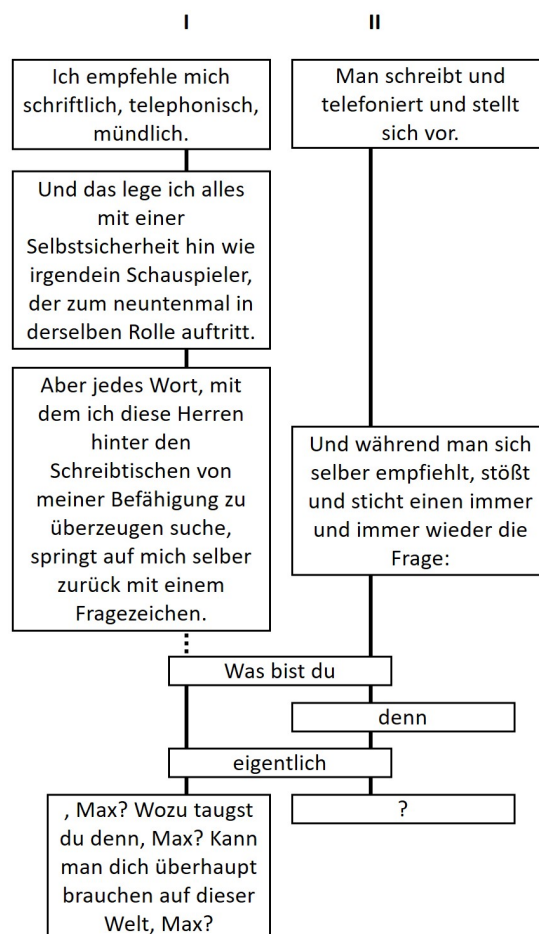 I
II
Ich empfehle mich
schriftlich, telephonisch,
mündlich.
Man schreibt und
telefoniert und stellt
sich vor.
Und das lege ich alles
mit einer
Selbstsicherheit hin wie
irgendein Schauspieler,
der zum neuntenmal in
derselben Rolle auftritt.
Aber jedes Wort, mit
dem ich diese Herren
hinter den
Schreibtischen von
meiner Befähigung zu
überzeugen suche,
springt auf mich selber
zurück mit einem
Fragezeichen.
Und während man sich
selber empfiehlt, stößt
und sticht einen immer
und immer wieder die
Frage:
Was bist du
denn
eigentlich
, Max? Wozu taugst
du denn, Max? Kann
man dich überhaupt
brauchen auf dieser
Welt, Max?
?